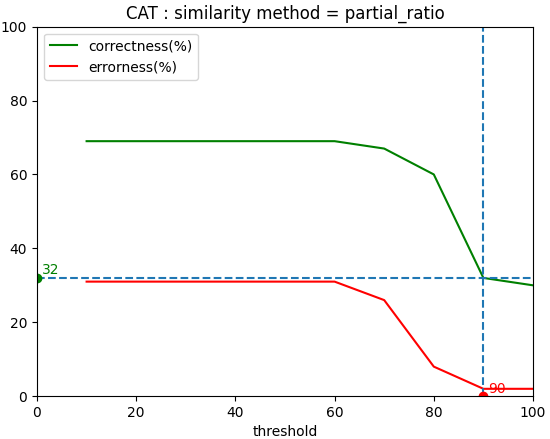 CAT : similarity method = partial_ratio
100
80
60
40
20
0
correctness(%)
errorness(%)
32
90
0 20 40 60 80 100
threshold